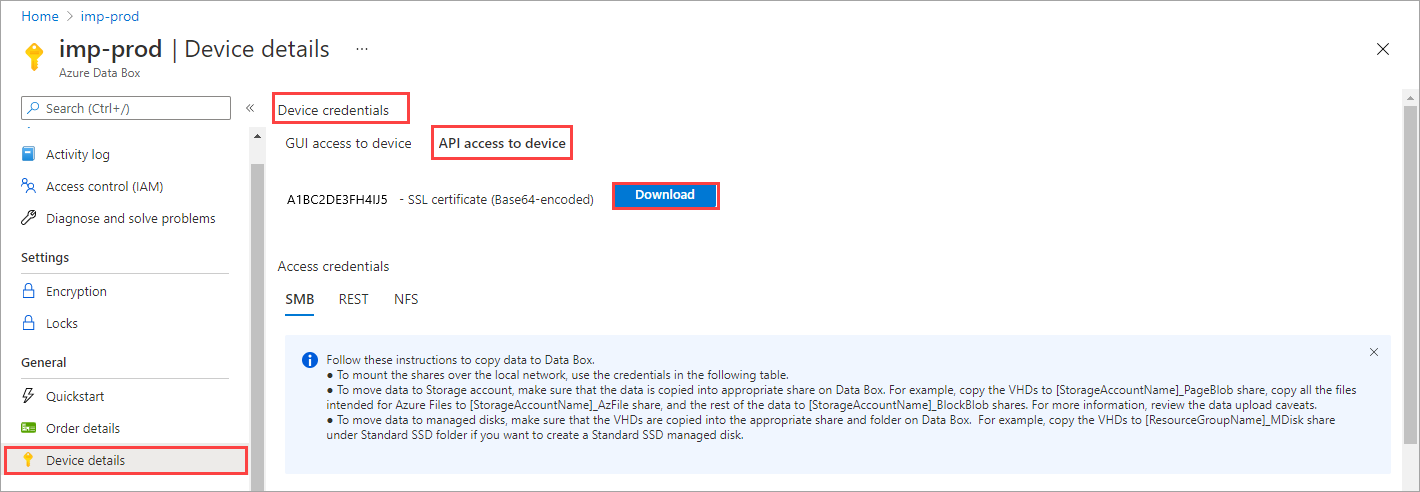 Home > imp-prod
imp-prod | Device details ...
Azure Data Box
Search (Ctrl+/)
«
Activity log
Access control (IAM)
Diagnose and solve problems
Settings
Encryption
Locks
General
Quickstart
Order details
Device details
Device credentials
GUI access to device
API access to device
A1BC2DE3FH4IJ5 - SSL certificate (Base64-encoded)
Download
Access credentials
SMB REST NFS
Follow these instructions to copy data to Data Box.
● To mount the shares over the local network, use the credentials in the following table.
● To move data to Storage account, make sure that the data is copied into appropriate share on Data Box. For example, copy the VHDs to [StorageAccountName]_PageBlob share, copy all the files
intended for Azure Files to [StorageAccountName]_AzFile share, and the rest of the data to [StorageAccountName]_BlockBlob shares. For more information, review the data upload caveats.
● To move data to managed disks, make sure that the VHDs are copied into the appropriate share and folder on Data Box. For example, copy the VHDs to [ResourceGroupName]_MDisk share
under Standard SSD folder if you want to create a Standard SSD managed disk.